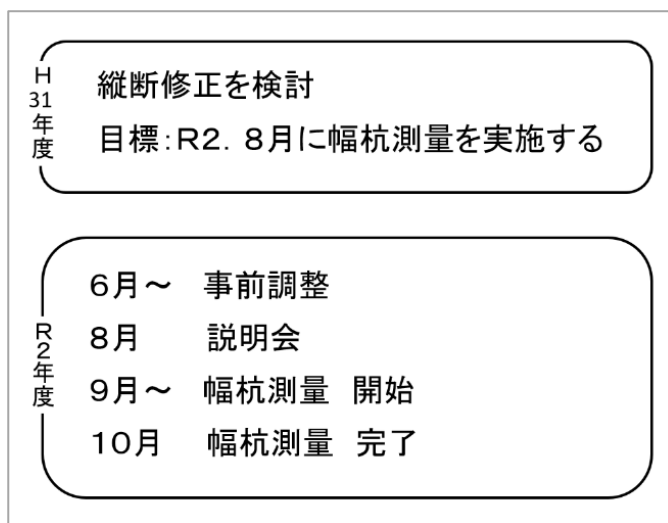 H31年度
縦断修正を検討
目標：R2．8月に幅杭測量を実施する
R2年度
6月～　事前調整
8月　　説明会
9月～　幅杭測量　開始
10月　幅杭測量　完了